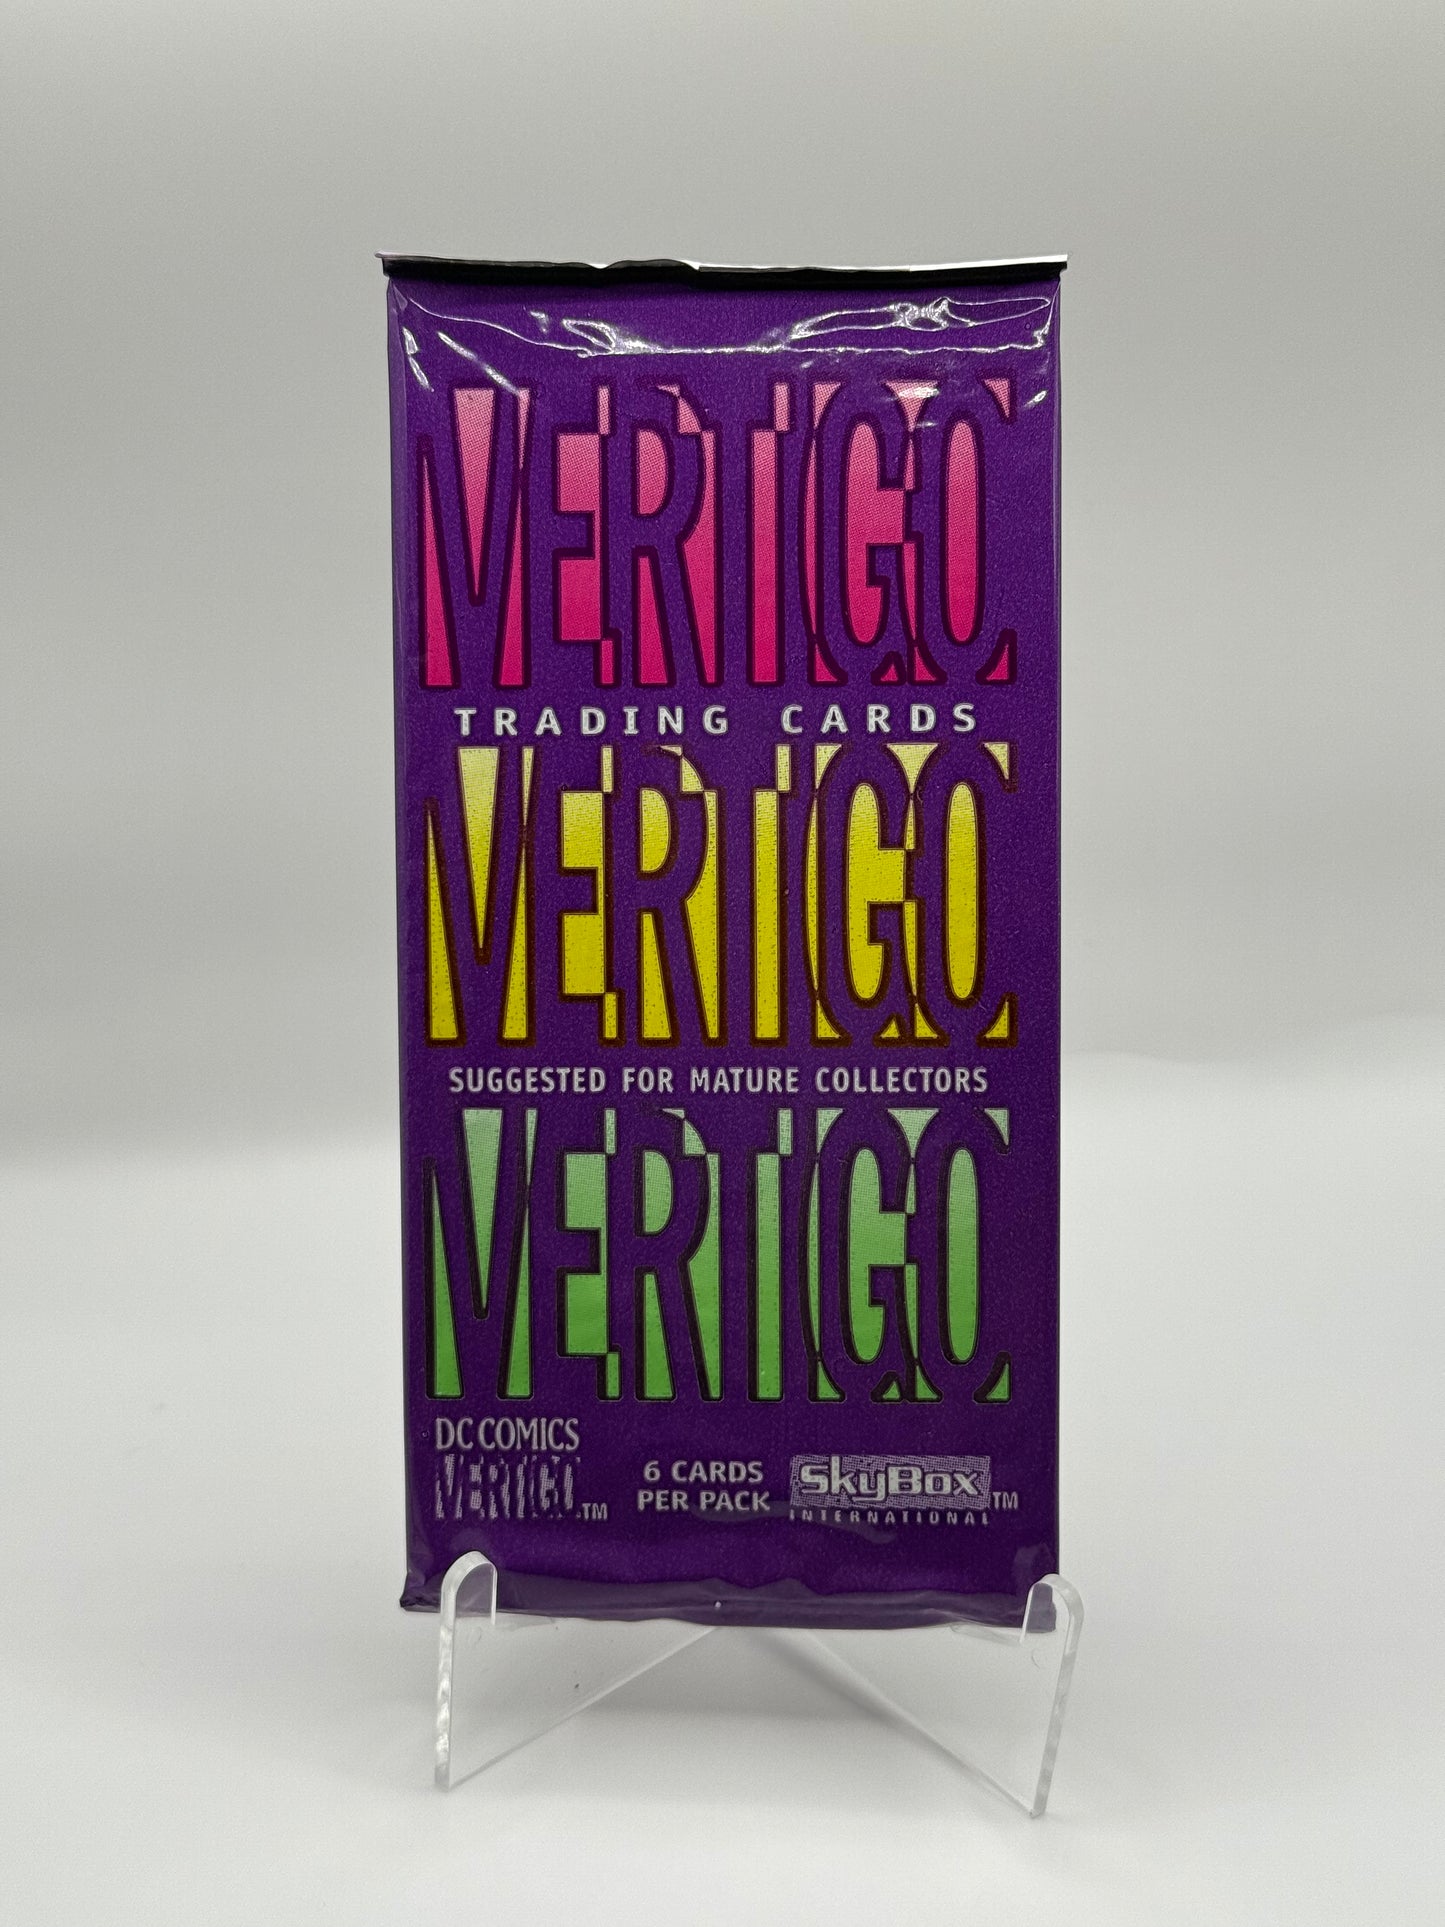 VERTIGO
TRADING CARDS
VERTIGO
SUGGESTED FOR MATURE COLLECTORS
VERTIGO
DC COMICS
VERTIGO™
6 CARDS
PER PACK
SkyBox™
INTERNATIONAL